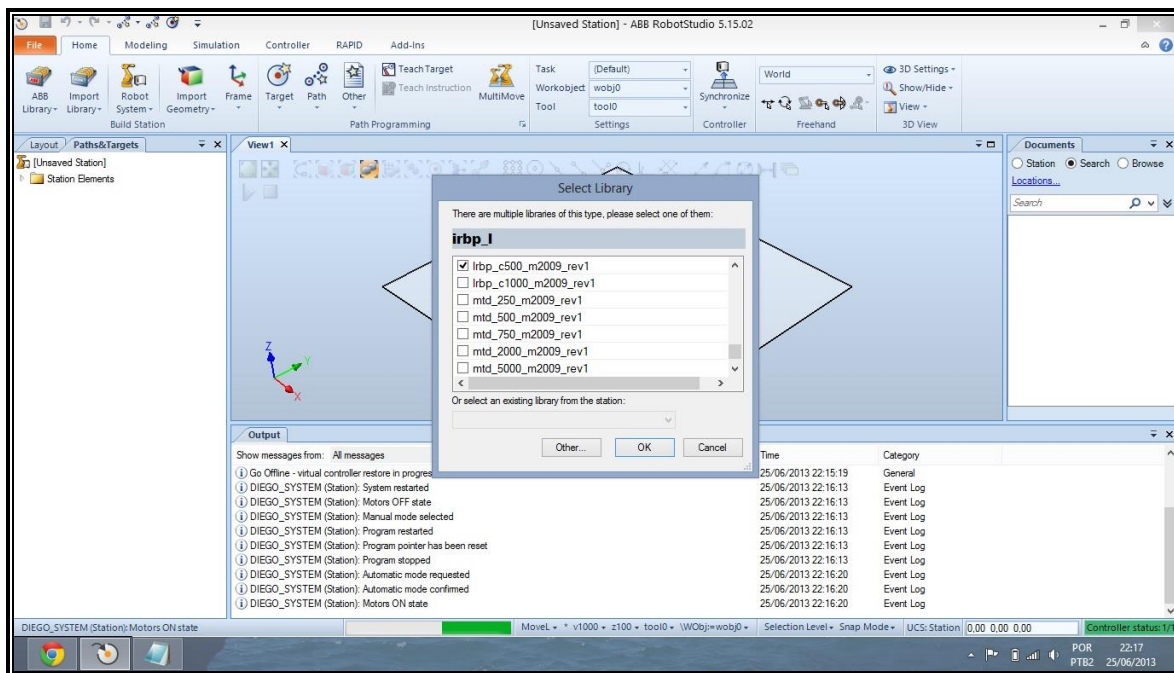 [Unsaved Station] - ABB RobotStudio 5.15.02
File Home Modeling Simulation Controller RAPID Add-Ins
ABB Library Import Library Robot System Import Geometry Frame Target Path Other Teach Target Teach Instruction MultiMove
Task (Default)
Workobject wobj0
Tool tool0
Synchronize World 3D Settings
Show/Hide
View
Build Station Path Programming Settings Controller Freehand 3D View
Layout Paths&Targets View1 Documents
[Unsaved Station]
Station Elements
Station Search Browse
Locations...
Search
Select Library
There are multiple libraries of this type, please select one of them:
irbp_l
Irbp_c500_m2009_rev1
Irbp_c1000_m2009_rev1
mtd_250_m2009_rev1
mtd_500_m2009_rev1
mtd_750_m2009_rev1
mtd_2000_m2009_rev1
mtd_5000_m2009_rev1
Or select an existing library from the station:
Other... OK Cancel
Z
Y
X
Output
Show messages from: All messages Time Category
Go Offline - virtual controller restore in progres 25/06/2013 22:15:19 General
DIEGO_SYSTEM (Station): System restarted 25/06/2013 22:16:13 Event Log
DIEGO_SYSTEM (Station): Motors OFF state 25/06/2013 22:16:13 Event Log
DIEGO_SYSTEM (Station): Manual mode selected 25/06/2013 22:16:13 Event Log
DIEGO_SYSTEM (Station): Program restarted 25/06/2013 22:16:13 Event Log
DIEGO_SYSTEM (Station): Program pointer has been reset 25/06/2013 22:16:13 Event Log
DIEGO_SYSTEM (Station): Program stopped 25/06/2013 22:16:13 Event Log
DIEGO_SYSTEM (Station): Automatic mode requested 25/06/2013 22:16:20 Event Log
DIEGO_SYSTEM (Station): Automatic mode confirmed 25/06/2013 22:16:20 Event Log
DIEGO_SYSTEM (Station): Motors ON state 25/06/2013 22:16:20 Event Log
DIEGO_SYSTEM (Station): Motors ON state MoveL * v1000 z100 tool0 \WObj:=wobj0 Selection Level Snap Mode UCS: Station 0,00 0,00 0,00 Controller status: 1/1
POR 22:17
PTB2 25/06/2013